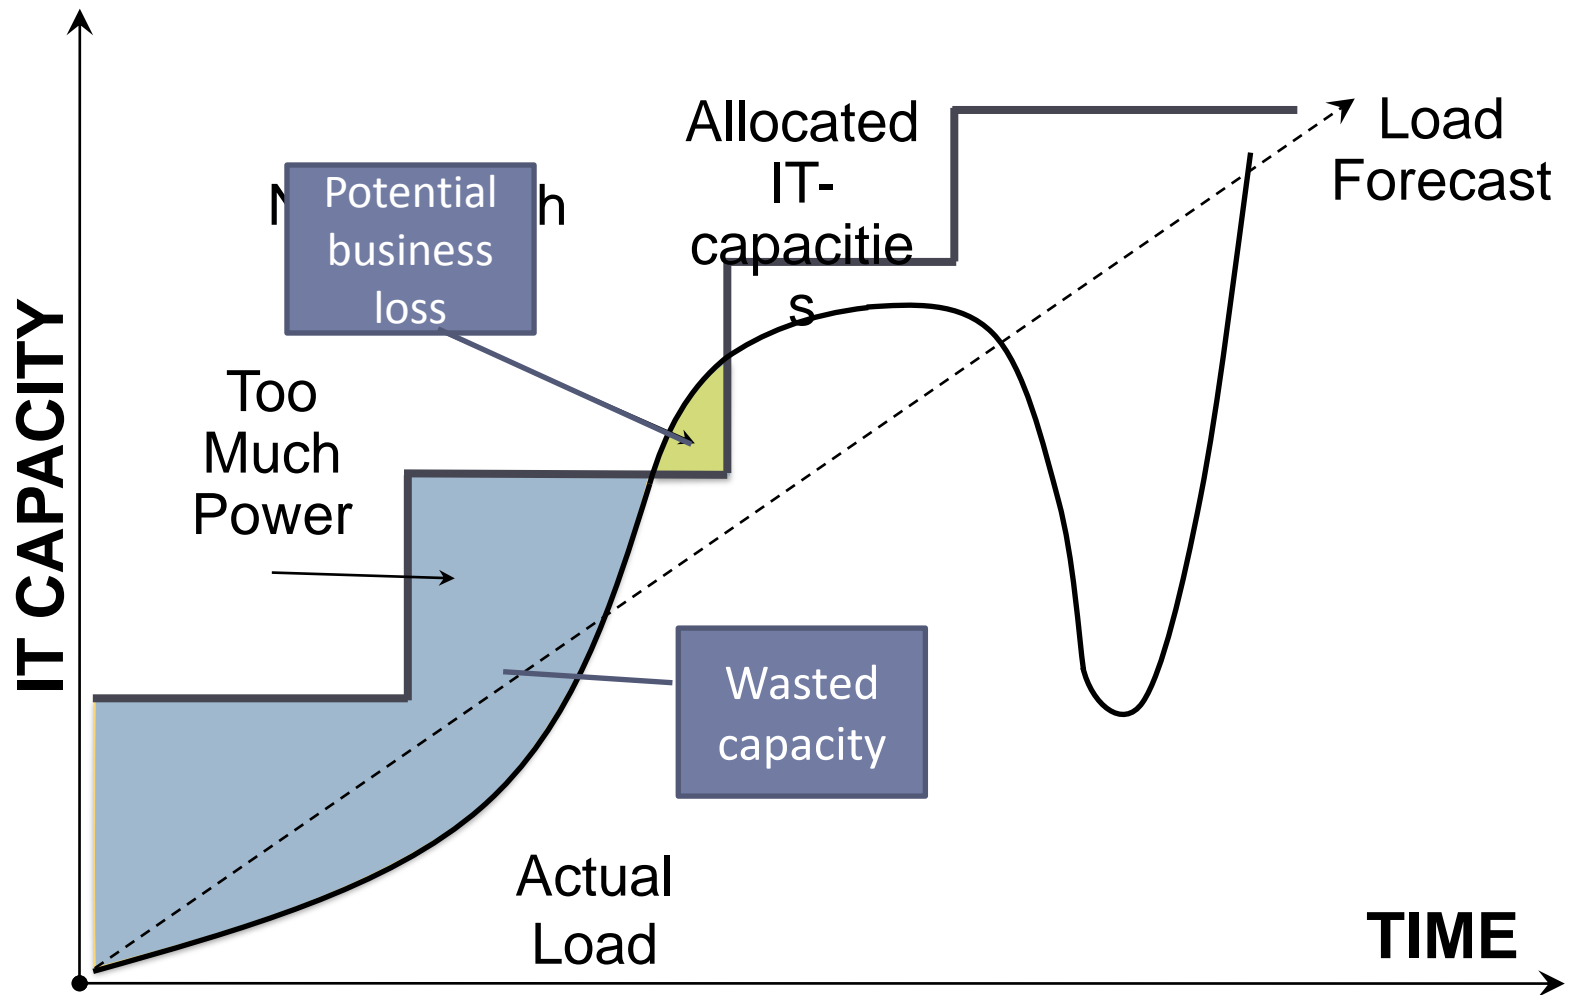 IT CAPACITY
Potential
business
loss
Allocated
IT-
capacitie
s
Load
Forecast
Too
Much
Power
Wasted
capacity
Actual
Load
TIME